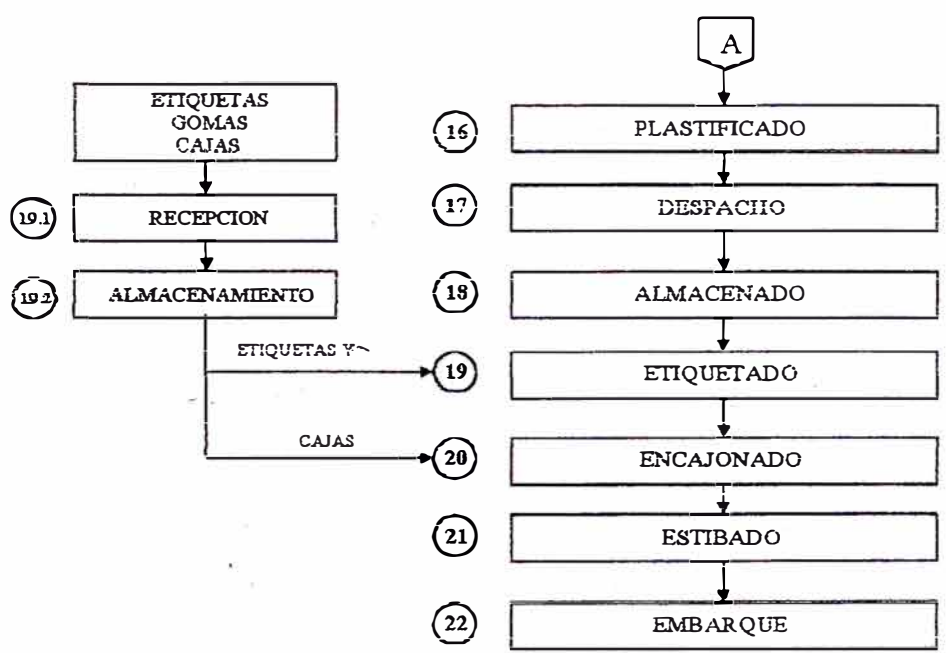 A
ETIQUETAS
GOMAS
CAJAS
16
PLASTIFICADO
19.1
RECEPCION
17
DESPACHO
19.2
ALMACENAMIENTO
18
ALMACENADO
ETIQUETAS Y
19
ETIQUETADO
CAJAS
20
ENCAJONADO
21
ESTIBADO
22
EMBARQUE